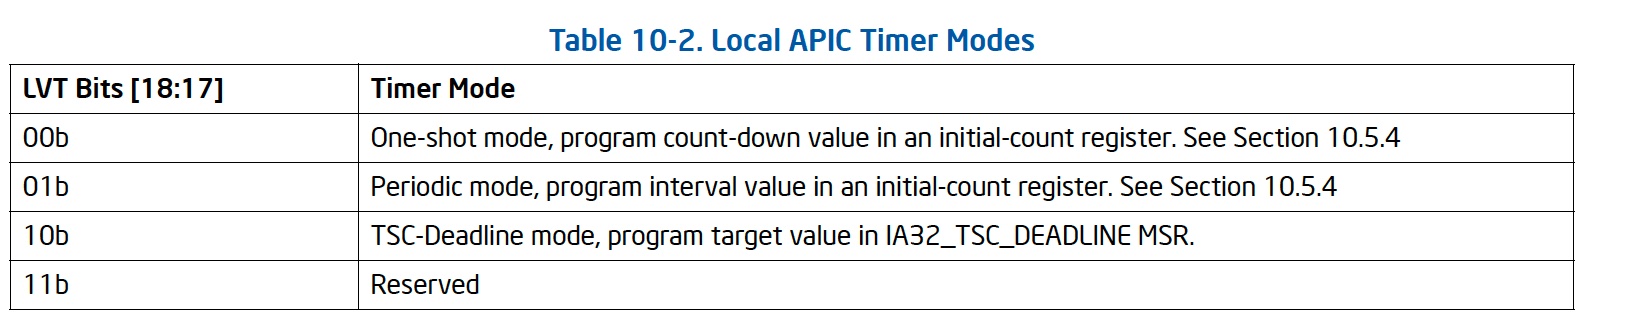 Table 10-2. Local APIC Timer Modes
LVT Bits [18:17] Timer Mode
00b One-shot mode, program count-down value in an initial-count register. See Section 10.5.4
01b Periodic mode, program interval value in an initial-count register. See Section 10.5.4
10b TSC-Deadline mode, program target value in IA32_TSC_DEADLINE MSR.
11b Reserved